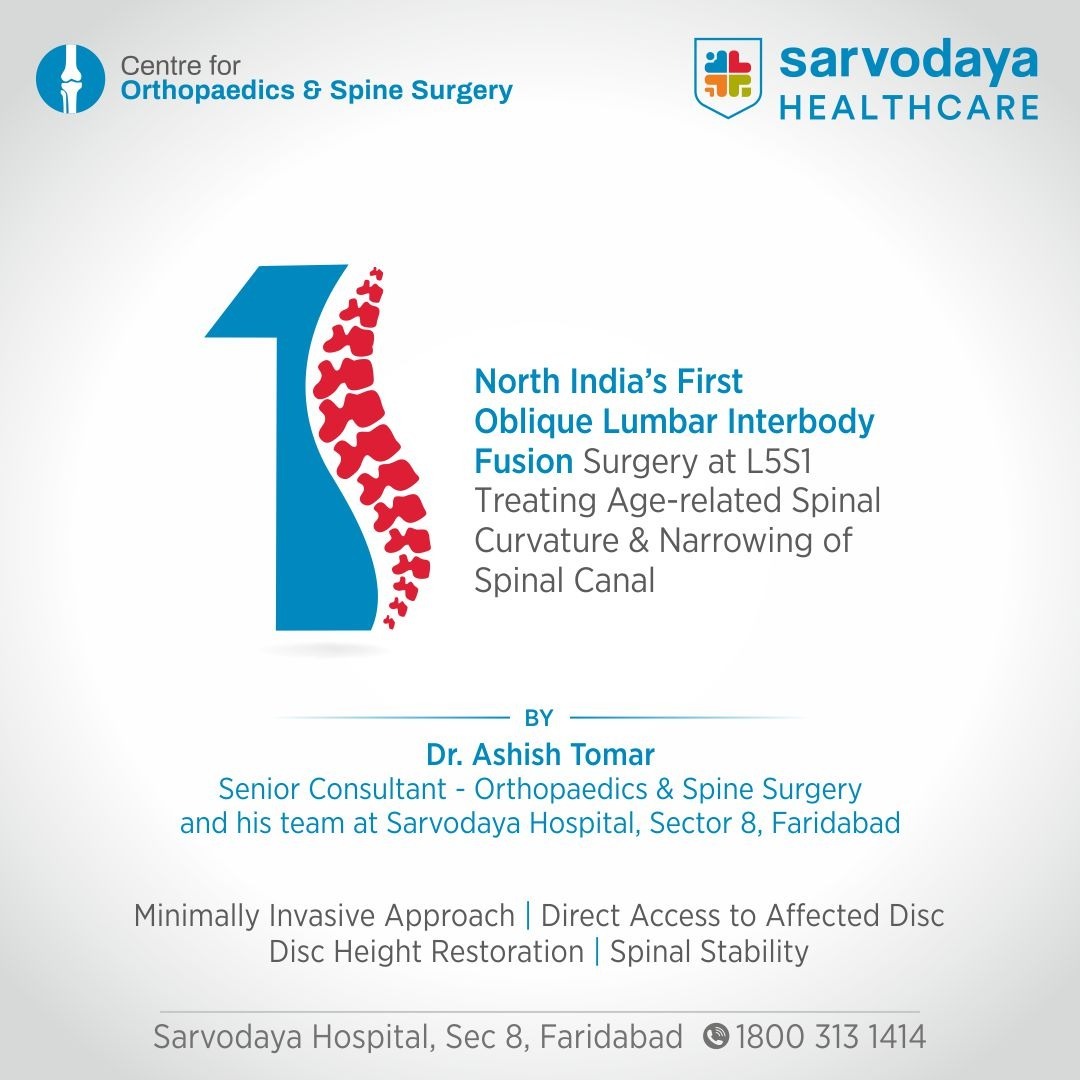 Centre for
Orthopaedics & Spine Surgery
sarvodaya
HEALTHCARE
North India’s First
Oblique Lumbar Interbody
Fusion Surgery at L5S1
Treating Age-related Spinal
Curvature & Narrowing of
Spinal Canal
BY
Dr. Ashish Tomar
Senior Consultant - Orthopaedics & Spine Surgery
and his team at Sarvodaya Hospital, Sector 8, Faridabad
Minimally Invasive Approach | Direct Access to Affected Disc
Disc Height Restoration | Spinal Stability
Sarvodaya Hospital, Sec 8, Faridabad 1800 313 1414